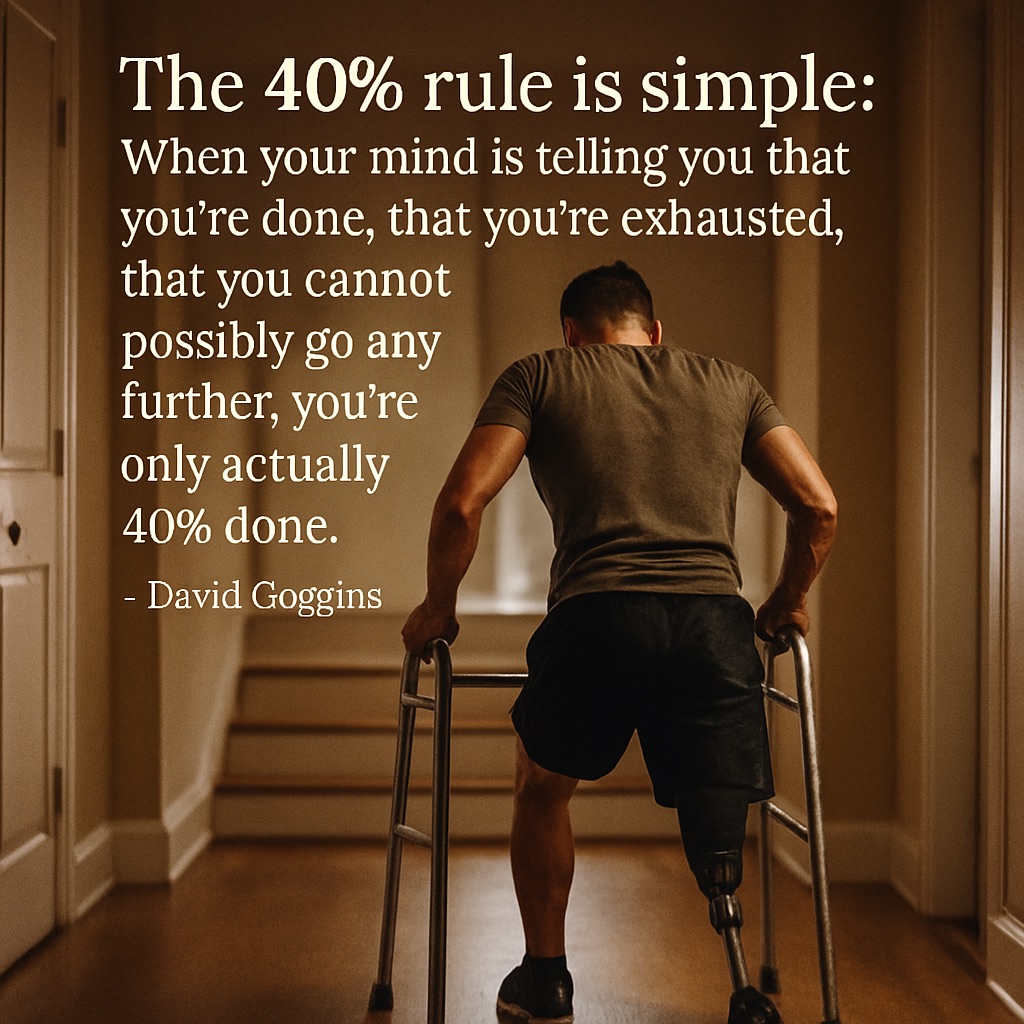 The 40% rule is simple:
When your mind is telling you that
you’re done, that you’re exhausted,
that you cannot
possibly go any
further, you’re
only actually
40% done.
- David Goggins